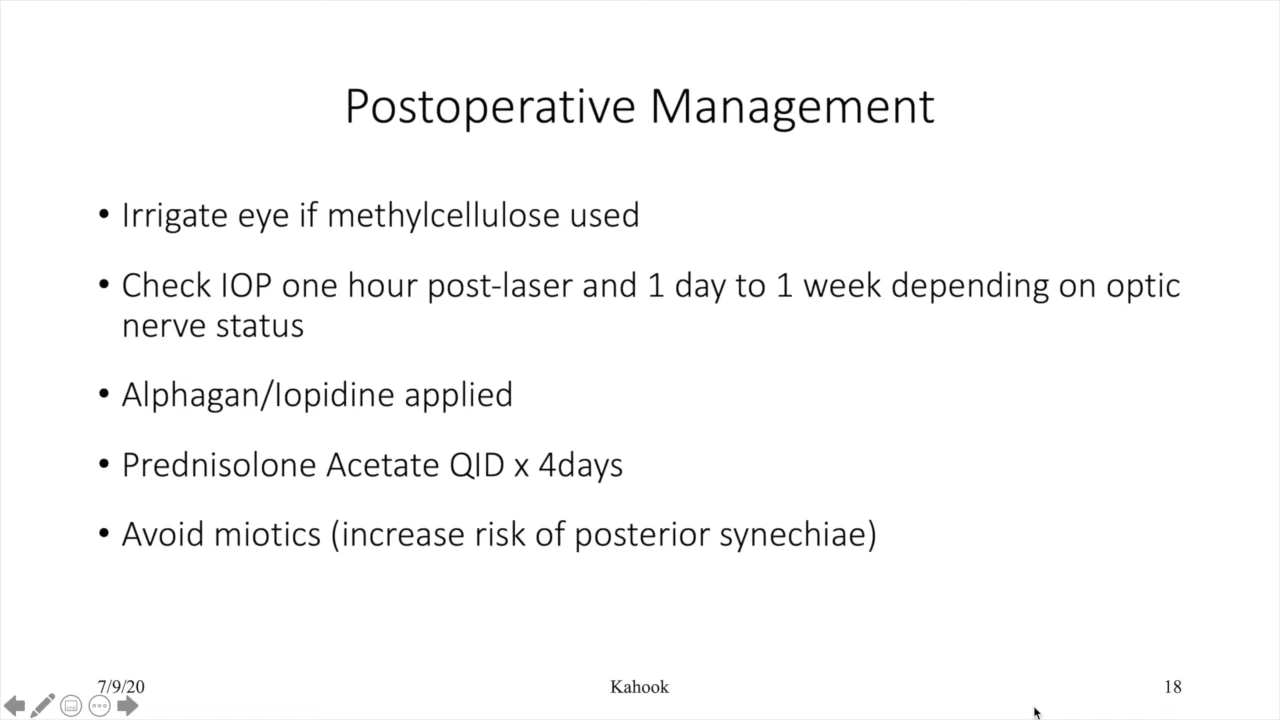 Postoperative Management
• Irrigate eye if methylcellulose used
• Check IOP one hour post-laser and 1 day to 1 week depending on optic
nerve status
• Alphagan/Iopidine applied
• Prednisolone Acetate QID x 4days
• Avoid miotics (increase risk of posterior synechiae)
7/9/20
Kahook
18